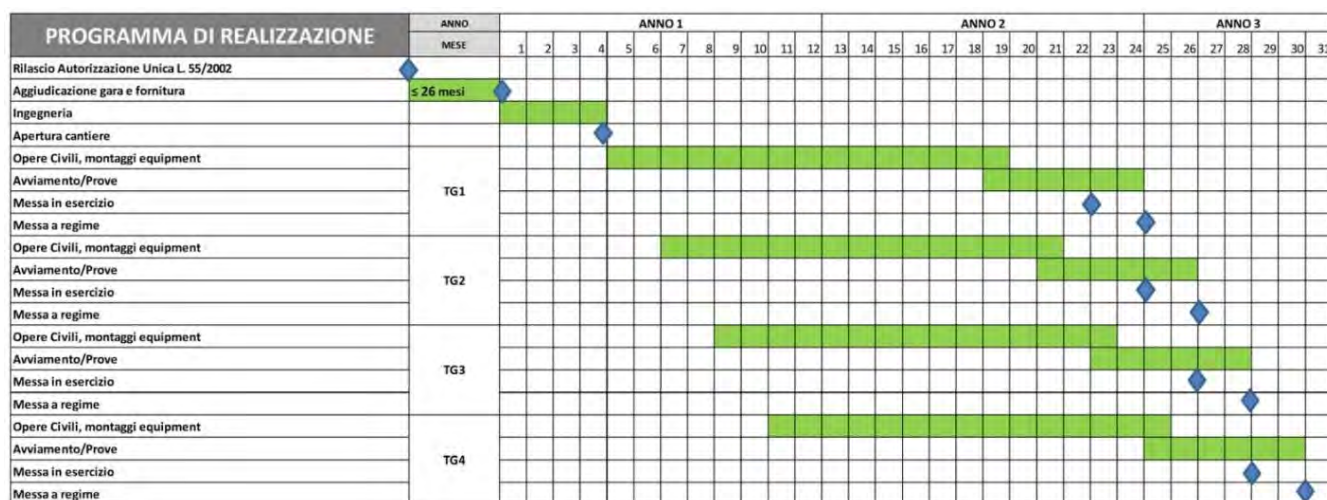 PROGRAMMA DI REALIZZAZIONE
ANNO ANNO 1 ANNO 2 ANNO 3
MESE 1 2 3 4 5 6 7 8 9 10 11 12 13 14 15 16 17 18 19 20 21 22 23 24 25 26 27 28 29 30 31
Rilascio Autorizzazione Unica L. 55/2002
Aggiudicazione gara e fornitura ≤ 26 mesi
Ingegneria
Apertura cantiere
TG1
Opere Civili, montaggi equipment
Avviamento/Prove
Messa in esercizio
Messa a regime
TG2
Opere Civili, montaggi equipment
Avviamento/Prove
Messa in esercizio
Messa a regime
TG3
Opere Civili, montaggi equipment
Avviamento/Prove
Messa in esercizio
Messa a regime
TG4
Opere Civili, montaggi equipment
Avviamento/Prove
Messa in esercizio
Messa a regime